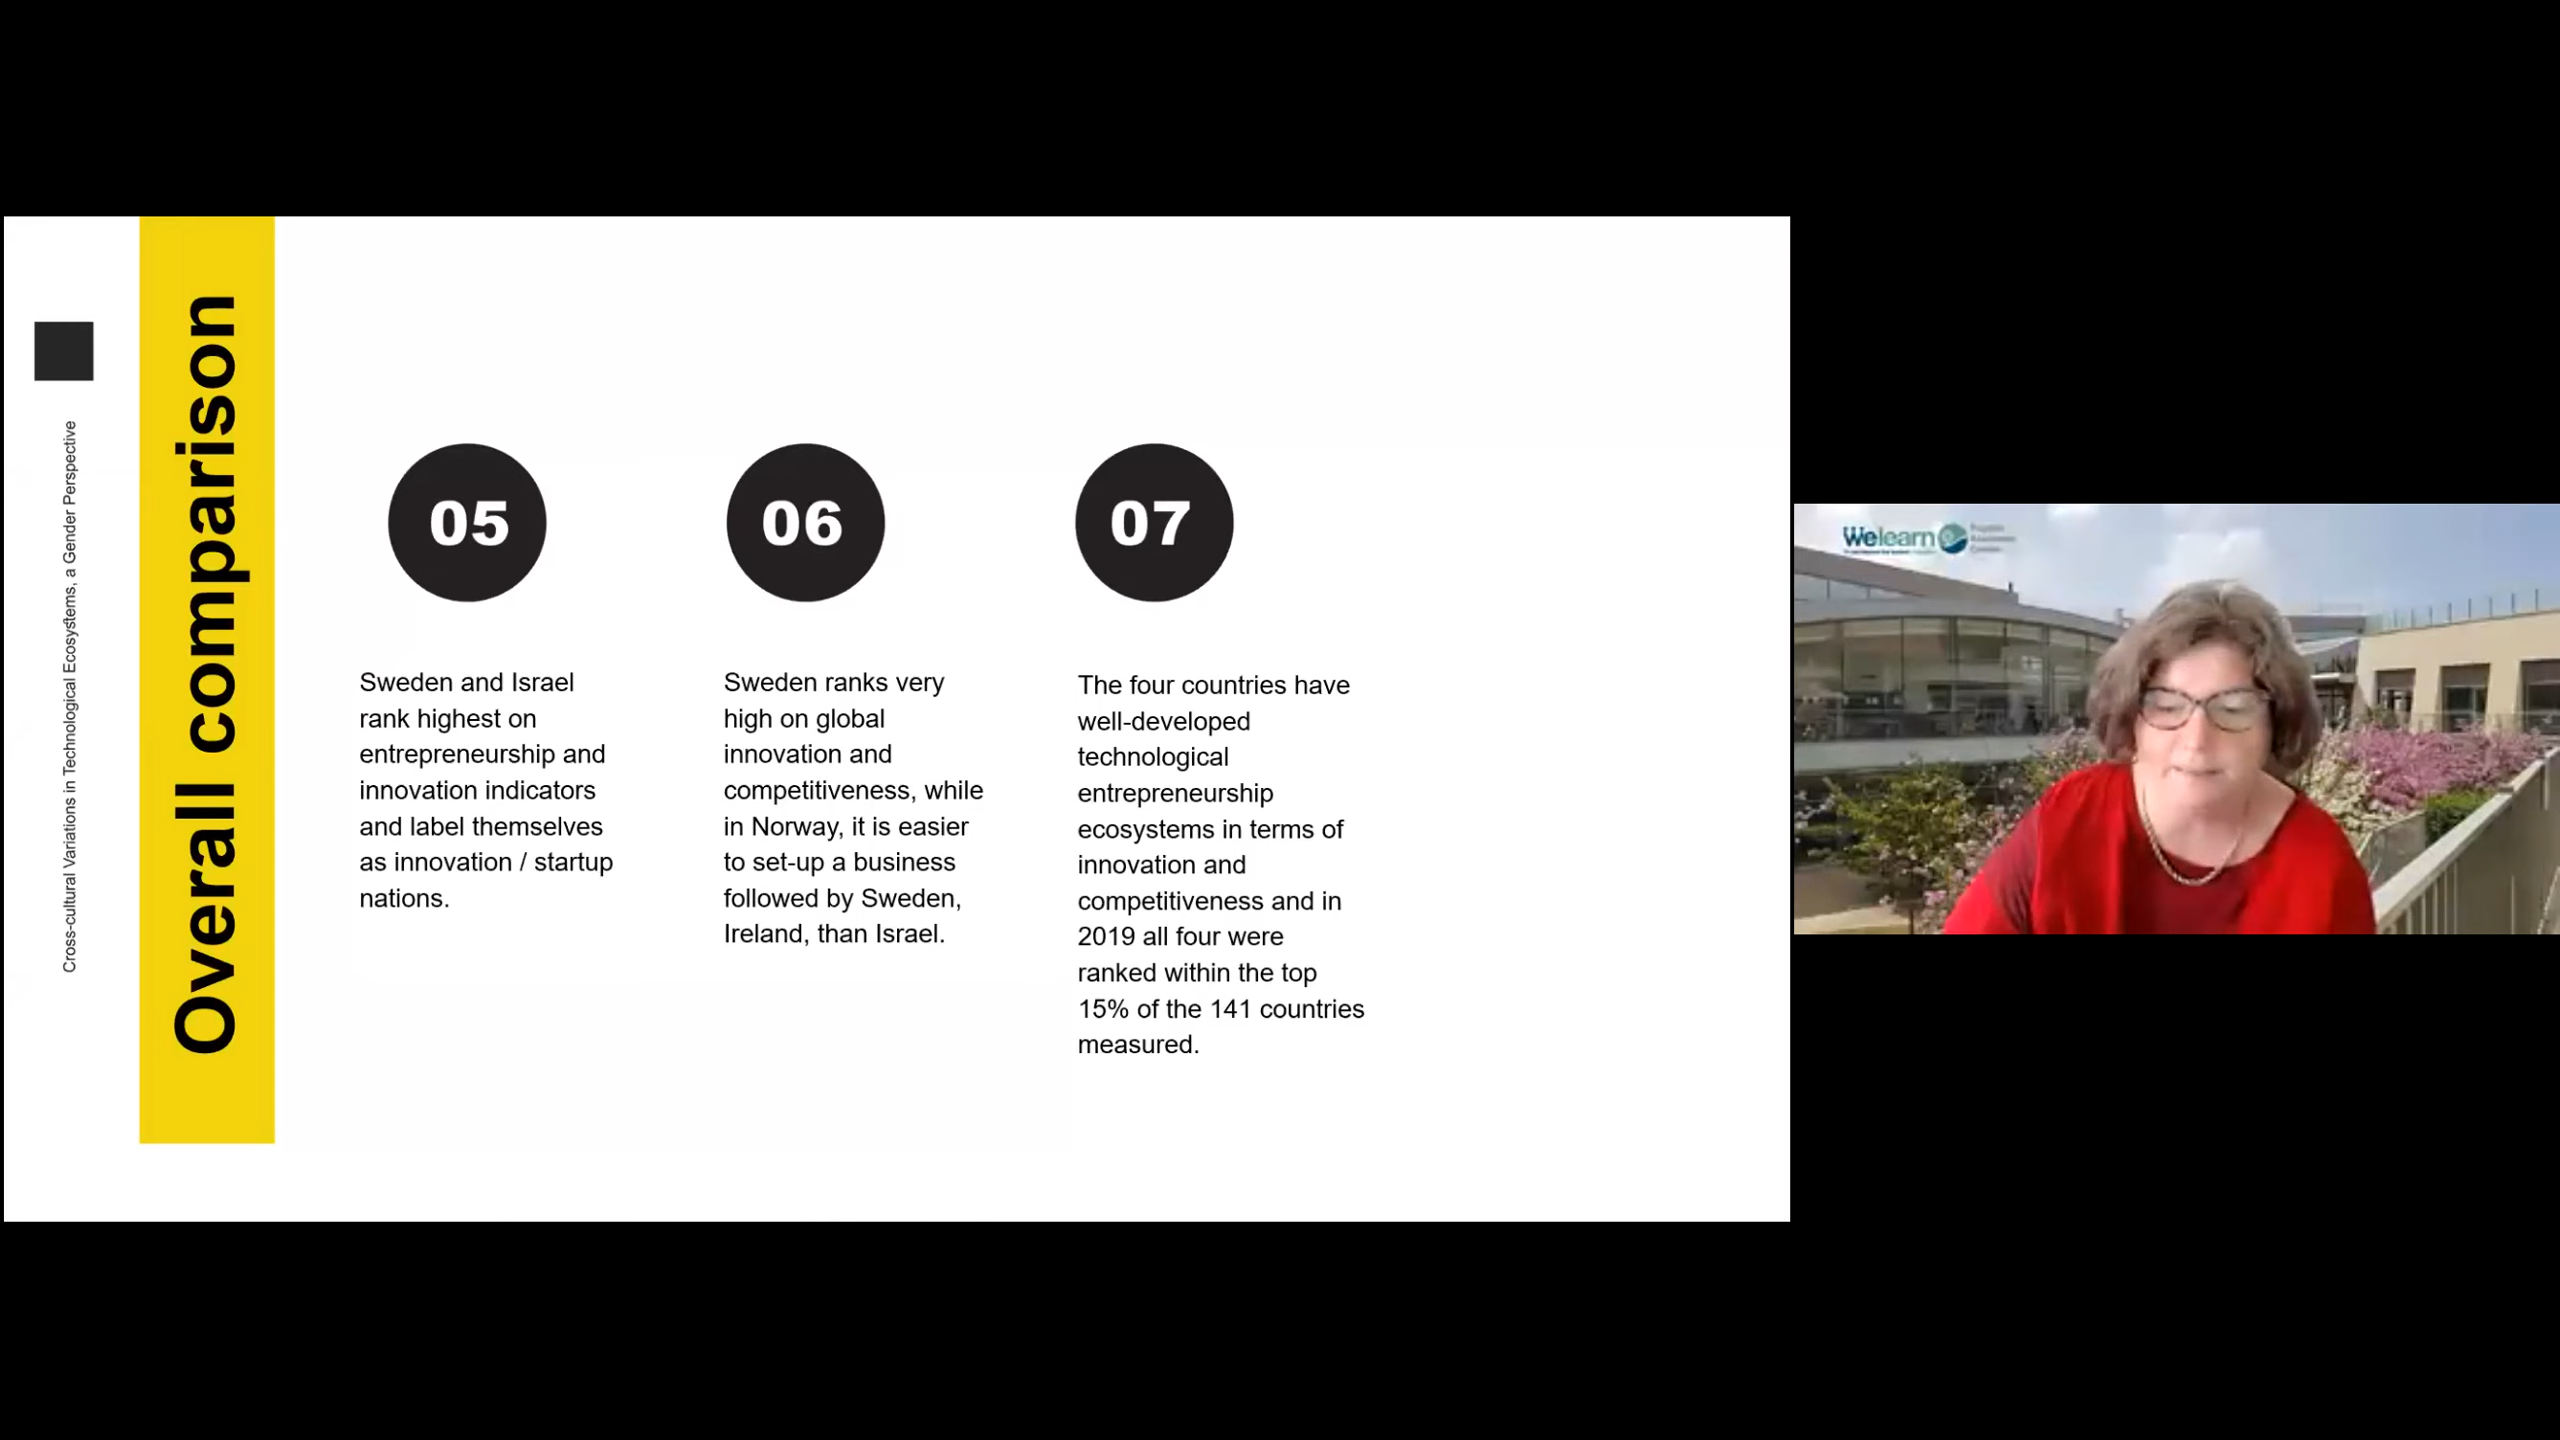 Cross-cultural Variations in Technological Ecosystems, a Gender Perspective
Overall comparison
05
Sweden and Israel
rank highest on
entrepreneurship and
innovation indicators
and label themselves
as innovation / startup
nations.
06
Sweden ranks very
high on global
innovation and
competitiveness, while
in Norway, it is easier
to set-up a business
followed by Sweden,
Ireland, than Israel.
07
The four countries have
well-developed
technological
entrepreneurship
ecosystems in terms of
innovation and
competitiveness and in
2019 all four were
ranked within the top
15% of the 141 countries
measured.
Welearn